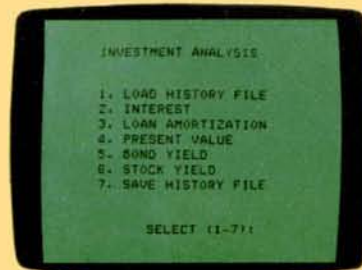 INVESTMENT ANALYSIS
1. LOAD HISTORY FILE
2. INTEREST
3. LOAN AMORTIZATION
4. PRESENT VALUE
5. BOND YIELD
6. STOCK YIELD
7. SAVE HISTORY FILE
SELECT (1-7):